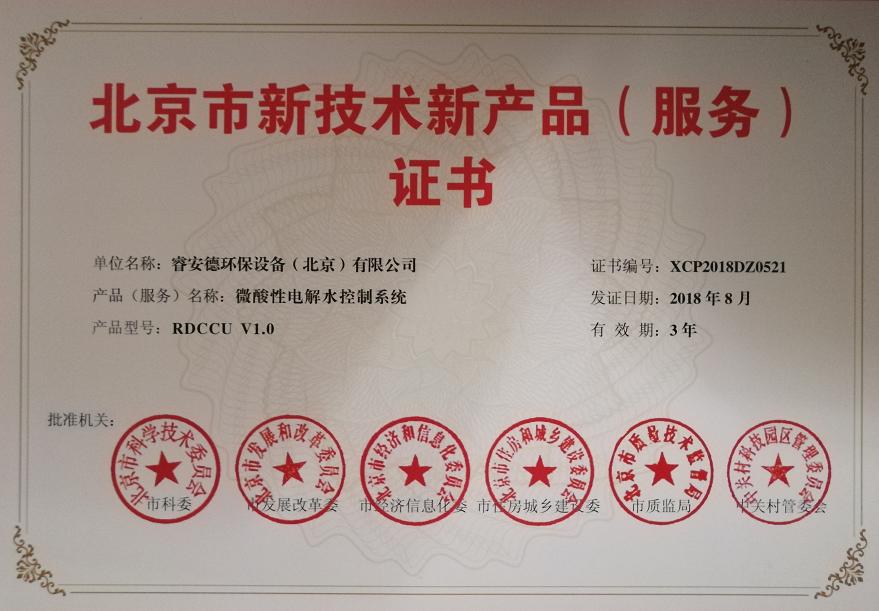 北京市新技术新产品（服务）
证书
单位名称：睿安德环保设备（北京）有限公司
产品（服务）名称：微酸性电解水控制系统
产品型号：RDCCU V1.0
证书编号：XCP2018DZ0521
发证日期：2018 年 8 月
有 效 期：3 年
批准机关：
北京市科学技术委员会
北京市发展和改革委员会
北京市经济和信息化委员会
北京市住房和城乡建设委员会
北京市质量技术监督局
中关村科技园区管理委员会
市科委
市发展改革委
市经济信息化委
市住房城乡建设委
市质监局
中关村管委会